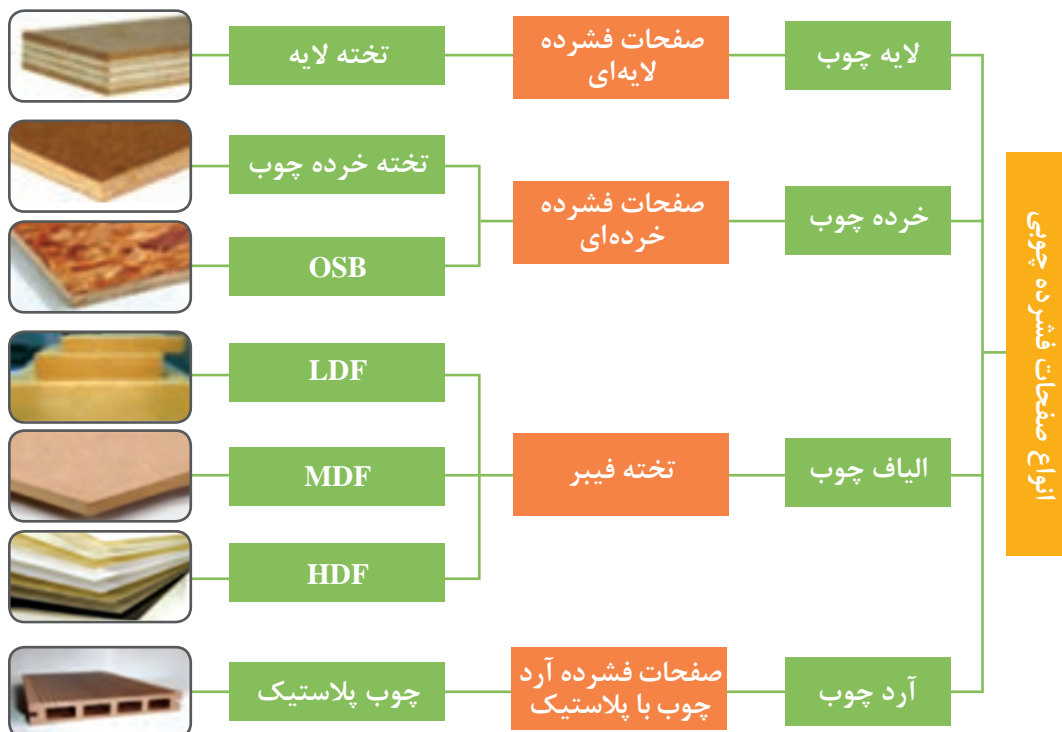 انواع صفحات فشرده چوبی
لایه چوب
صفحات فشرده
لایه‌ای
تخته لایه
خرده چوب
صفحات فشرده
خرده‌ای
تخته خرده چوب
OSB
الیاف چوب
تخته فیبر
LDF
MDF
HDF
آرد چوب
صفحات فشرده آرد
چوب با پلاستیک
چوب پلاستیک